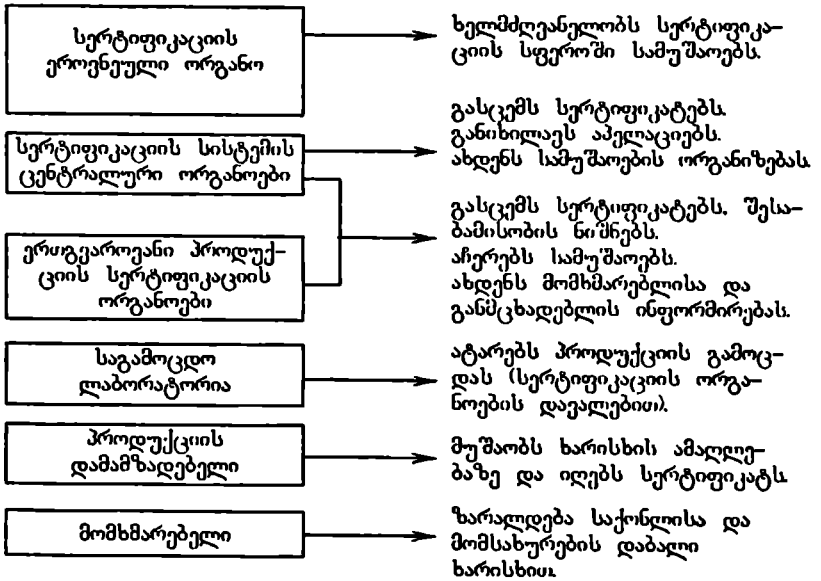 სერტიფიკაციის
ეროვნეული ორგანო
ხელმძღვანელობს სერტიფიკა-
ციის სფეროში სამუშაოებს.
სერტიფიკაციის სისტემის
ცენტრალური ორგანოები
გასცემს სერტიფიკატებს.
განიხილავს აპელაციებს.
ახდენს სამუშაოების ორგანიზებას.
ერთგვაროვანი პროდუქ-
ციის სერტიფიკაციის
ორგანოები
გასცემს სერტიფიკატებს. შესა-
ბამისობის ნიშნებს.
აჩერებს სამუშაოებს.
ახდენს მომხმარებლისა და
განმცხადებლის ინფორმირებას.
საგამოცდო
ლაბორატორია
ატარებს პროდუქციის გამოც-
დას (სერტიფიკაციის ორგა-
ნოების დავალებით).
პროდუქციის
დამამზადებელი
მუშაობს ხარისხის ამაღლე-
ბაზე და იღებს სერტიფიკატს.
მომხმარებელი
ზარალდება საქონლისა და
მომსახურების დაბალი
ხარისხით.